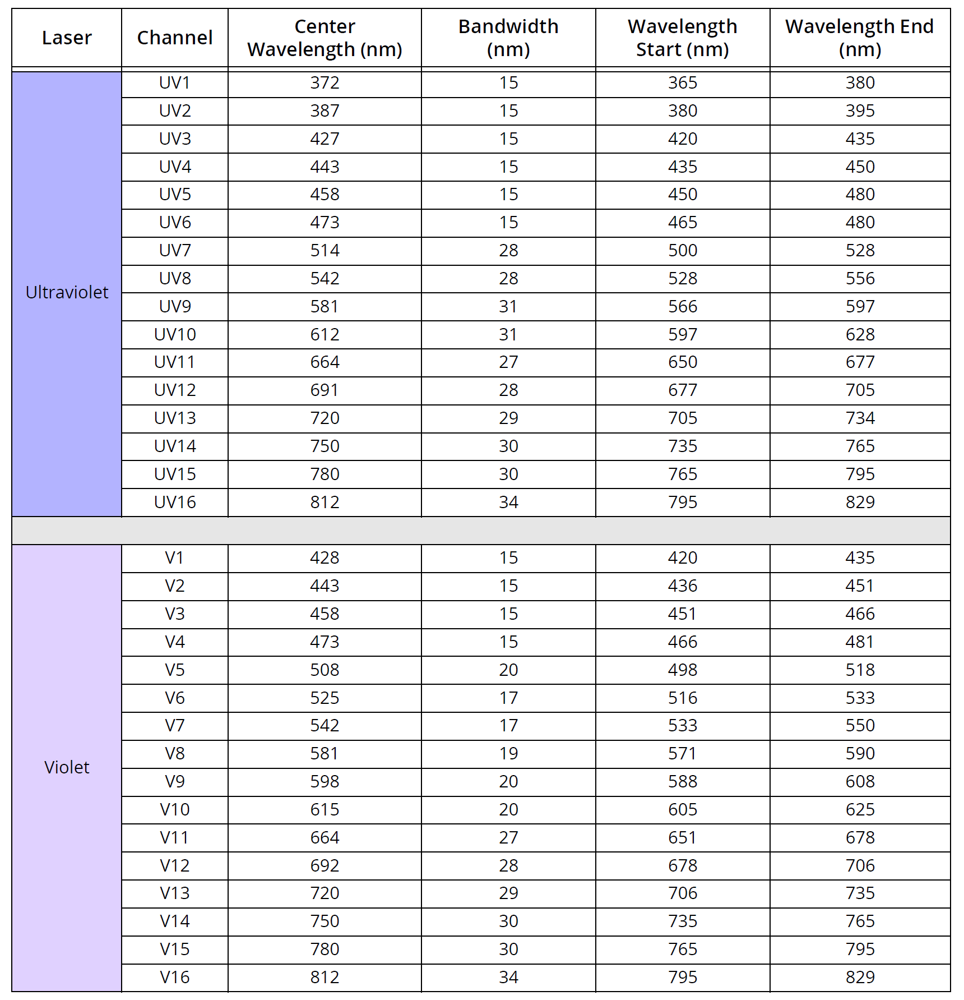 Laser Channel Center Wavelength (nm) Bandwidth (nm) Wavelength Start (nm) Wavelength End (nm)
Ultraviolet
UV1 372 15 365 380
UV2 387 15 380 395
UV3 427 15 420 435
UV4 443 15 435 450
UV5 458 15 450 480
UV6 473 15 465 480
UV7 514 28 500 528
UV8 542 28 528 556
UV9 581 31 566 597
UV10 612 31 597 628
UV11 664 27 650 677
UV12 691 28 677 705
UV13 720 29 705 734
UV14 750 30 735 765
UV15 780 30 765 795
UV16 812 34 795 829
Violet
V1 428 15 420 435
V2 443 15 436 451
V3 458 15 451 466
V4 473 15 466 481
V5 508 20 498 518
V6 525 17 516 533
V7 542 17 533 550
V8 581 19 571 590
V9 598 20 588 608
V10 615 20 605 625
V11 664 27 651 678
V12 692 28 678 706
V13 720 29 706 735
V14 750 30 735 765
V15 780 30 765 795
V16 812 34 795 829